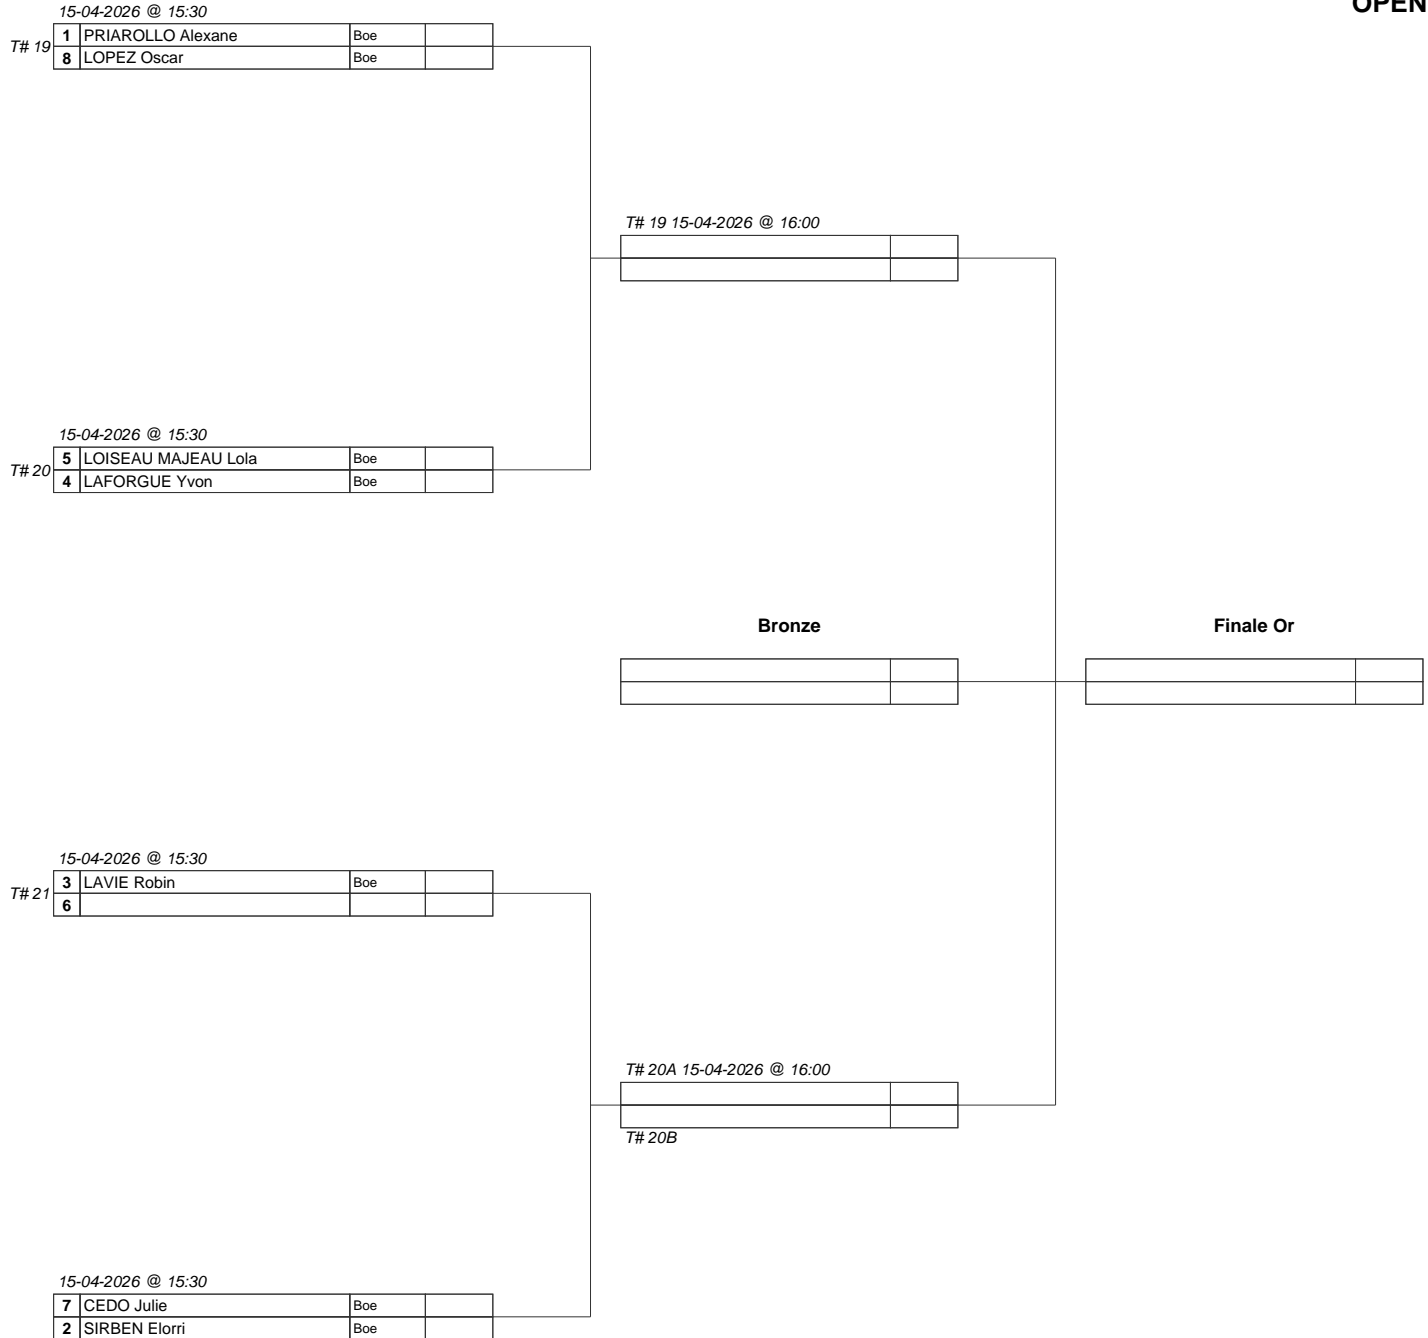 OPEN
15-04-2026 @ 15:30
T# 19
1 PRIAROLLO Alexane Boe
8 LOPEZ Oscar Boe
T# 19 15-04-2026 @ 16:00
15-04-2026 @ 15:30
T# 20
5 LOISEAU MAJEAU Lola Boe
4 LAFORGUE Yvon Boe
Bronze Finale Or
15-04-2026 @ 15:30
T# 21
3 LAVIE Robin Boe
6
T# 20A 15-04-2026 @ 16:00
T# 20B
15-04-2026 @ 15:30
7 CEDO Julie Boe
2 SIRBEN Elorri Boe